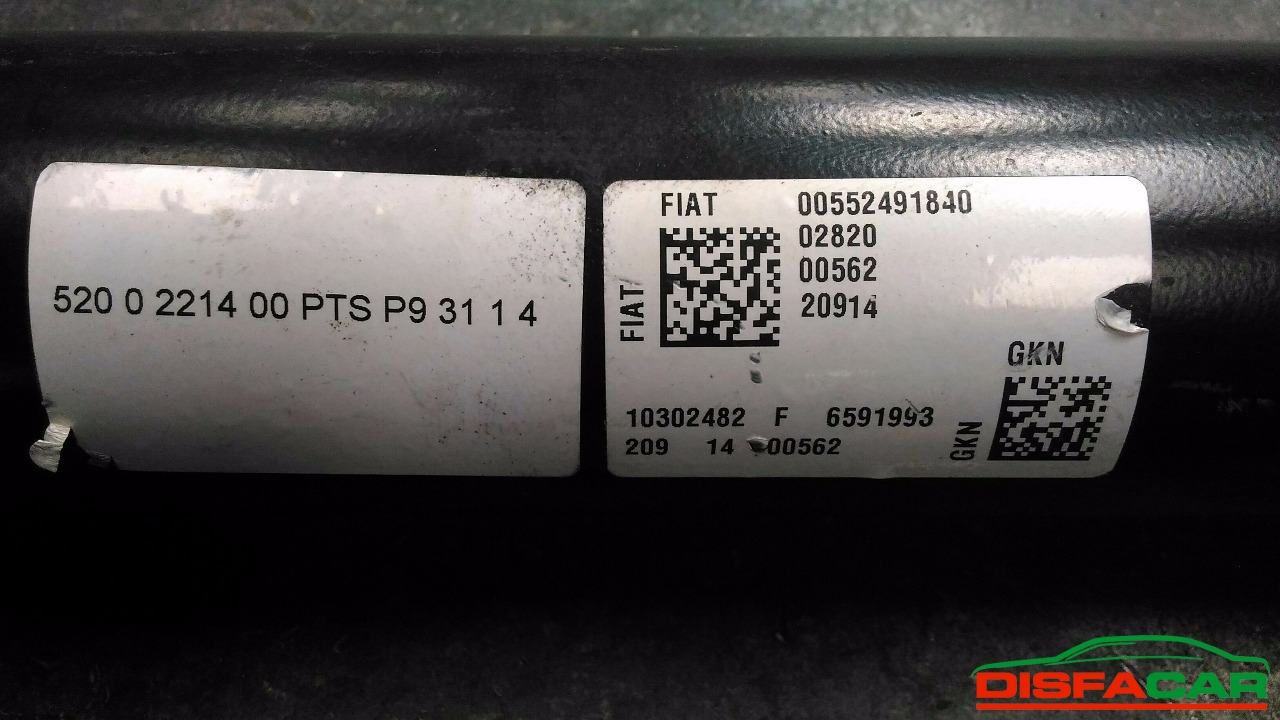 520 0 2214 00 PTS P9 31 1 4
FIAT 00552491840
02820
00562
20914
FIAT
GKN
GKN
10302482 F 6591993
209 14 00562
DISFACAR